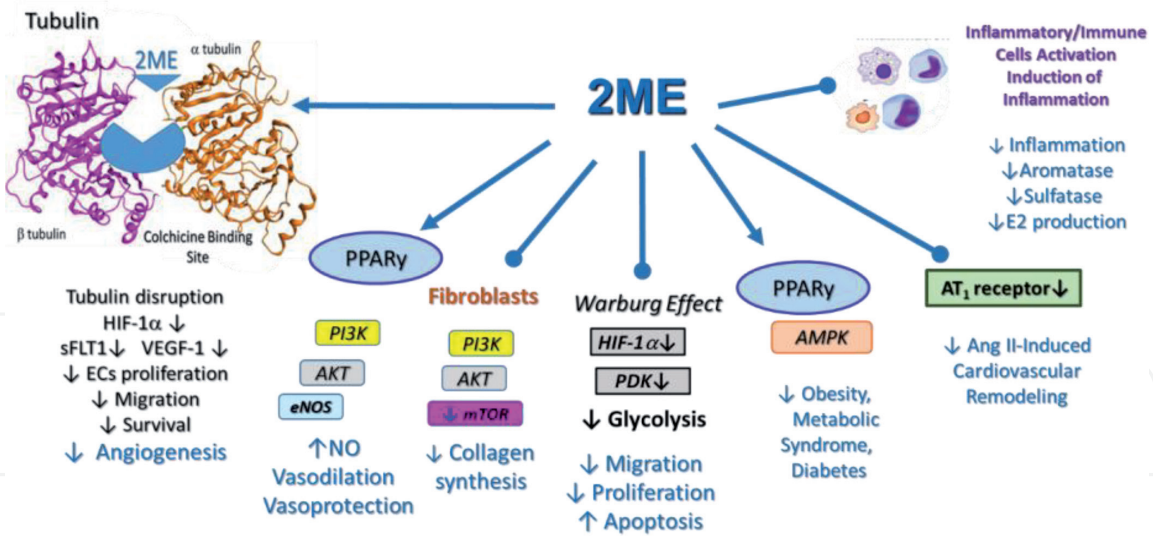 Tubulin
2ME
α tubulin
β tubulin
Colchicine Binding
Site
Tubulin disruption
HIF-1α ↓
sFLT1↓ VEGF-1 ↓
↓ ECs proliferation
↓ Migration
↓ Survival
↓ Angiogenesis
2ME
PPARγ
PI3K
AKT
eNOS
↑NO
Vasodilation
Vasoprotection
Fibroblasts
PI3K
AKT
↓ mTOR
↓ Collagen
synthesis
Warburg Effect
HIF-1α↓
PDK↓
↓ Glycolysis
↓ Migration
↓ Proliferation
↑ Apoptosis
PPARγ
AMPK
↓ Obesity,
Metabolic
Syndrome,
Diabetes
AT₁ receptor↓
↓ Ang II-Induced
Cardiovascular
Remodeling
Inflammatory/Immune
Cells Activation
Induction of
Inflammation
↓ Inflammation
↓Aromatase
↓Sulfatase
↓E2 production